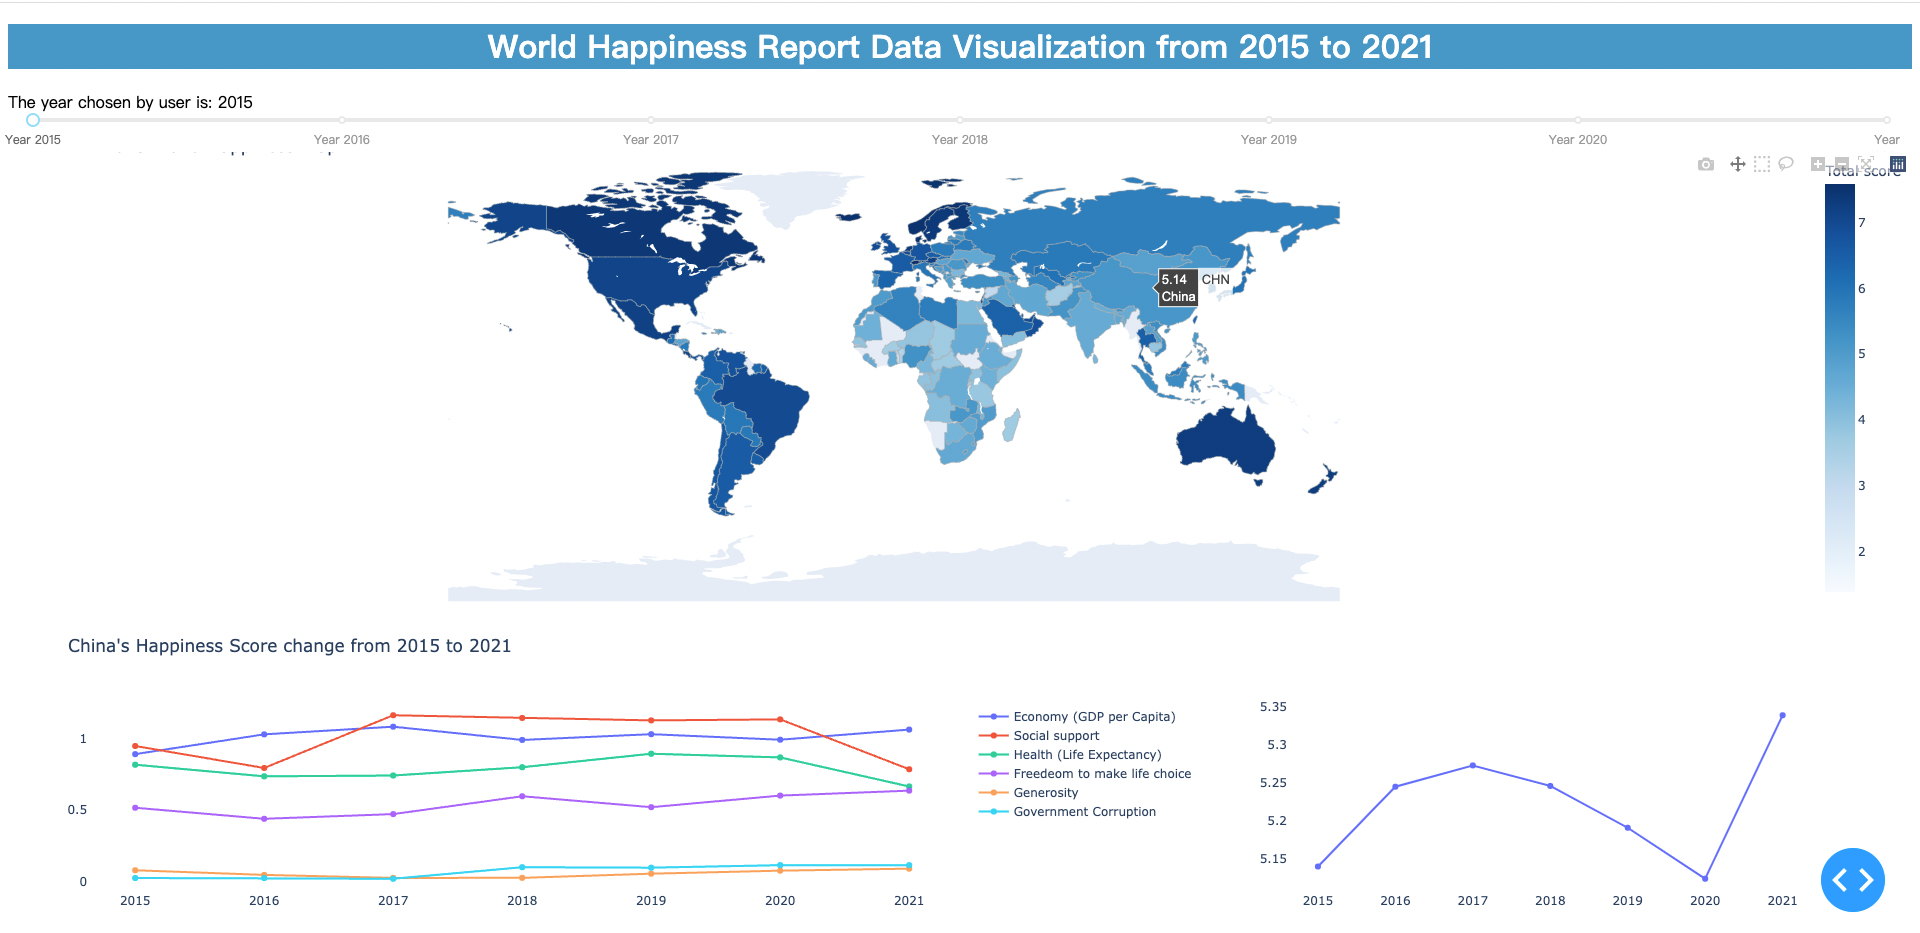 World Happiness Report Data Visualization from 2015 to 2021
The year chosen by user is: 2015
Year 2015 Year 2016 Year 2017 Year 2018 Year 2019 Year 2020 Year
Total score
7
6
5
4
3
2
5.14
China
CHN
China's Happiness Score change from 2015 to 2021
1
0.5
0
2015 2016 2017 2018 2019 2020 2021
Economy (GDP per Capita)
Social support
Health (Life Expectancy)
Freedeom to make life choice
Generosity
Government Corruption
5.35
5.3
5.25
5.2
5.15
2015 2016 2017 2018 2019 2020 2021